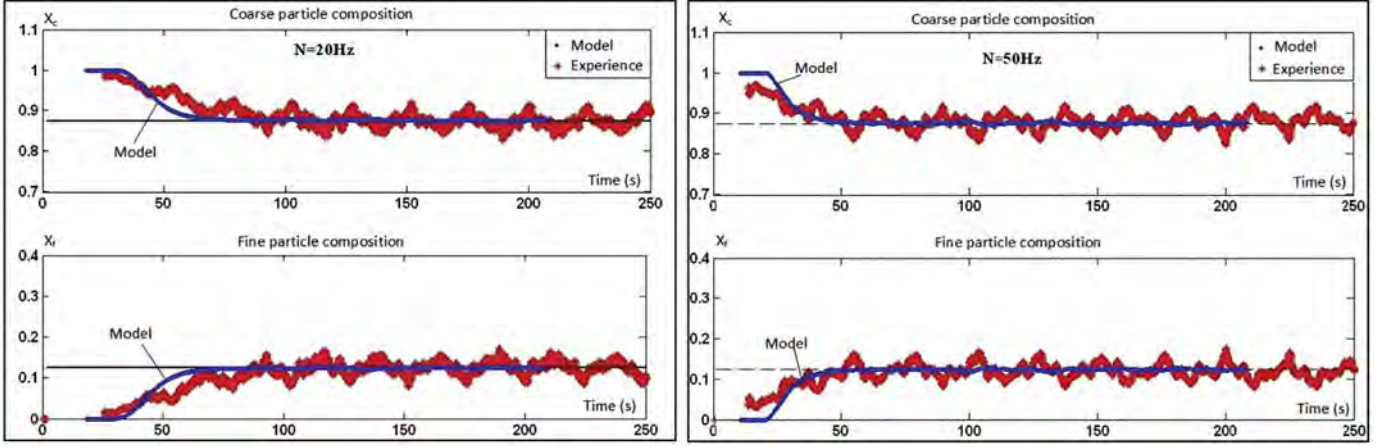 X_c
Coarse particle composition
1.1
N=20Hz
Model
Experience
1
0.9
Model
0.8
Time (s)
0.7
0
50
100
150
200
250
X_f
Fine particle composition
0.4
0.3
0.2
Model
0.1
Time (s)
0
0
50
100
150
200
250
X_c
Coarse particle composition
1.1
N=50Hz
Model
Experience
Model
1
0.9
0.8
Time (s)
0.7
0
50
100
150
200
250
X_f
Fine particle composition
0.4
0.3
0.2
Model
0.1
Time (s)
0
0
50
100
150
200
250